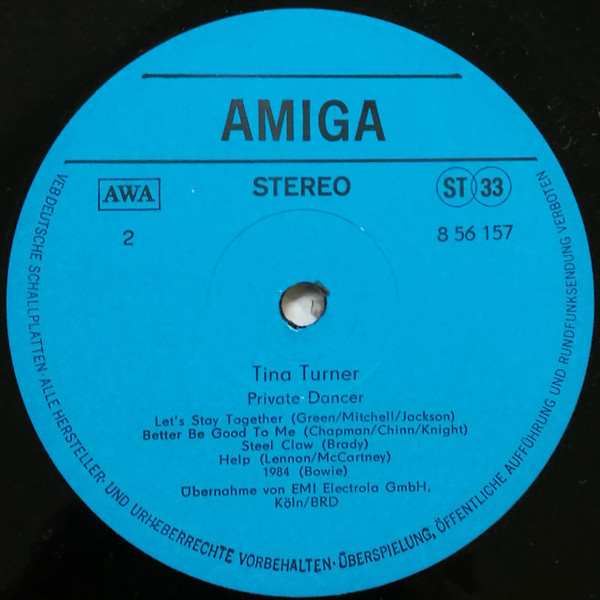 AMIGA
AWA
STEREO
ST 33
2
8 56 157
Tina Turner
Private Dancer
Let's Stay Together (Green/Mitchell/Jackson)
Better Be Good To Me (Chapman/Chinn/Knight)
Steel Claw (Brady)
Help (Lennon/McCartney)
1984 (Bowie)
Übernahme von EMI Electrola GmbH,
Köln/BRD
VEB DEUTSCHE SCHALLPLATTEN · ALLE HERSTELLER- UND URHEBERRECHTE VORBEHALTEN · ÜBERSPIELUNG, ÖFFENTLICHE AUFFÜHRUNG UND RUNDFUNKSENDUNG VERBOTEN